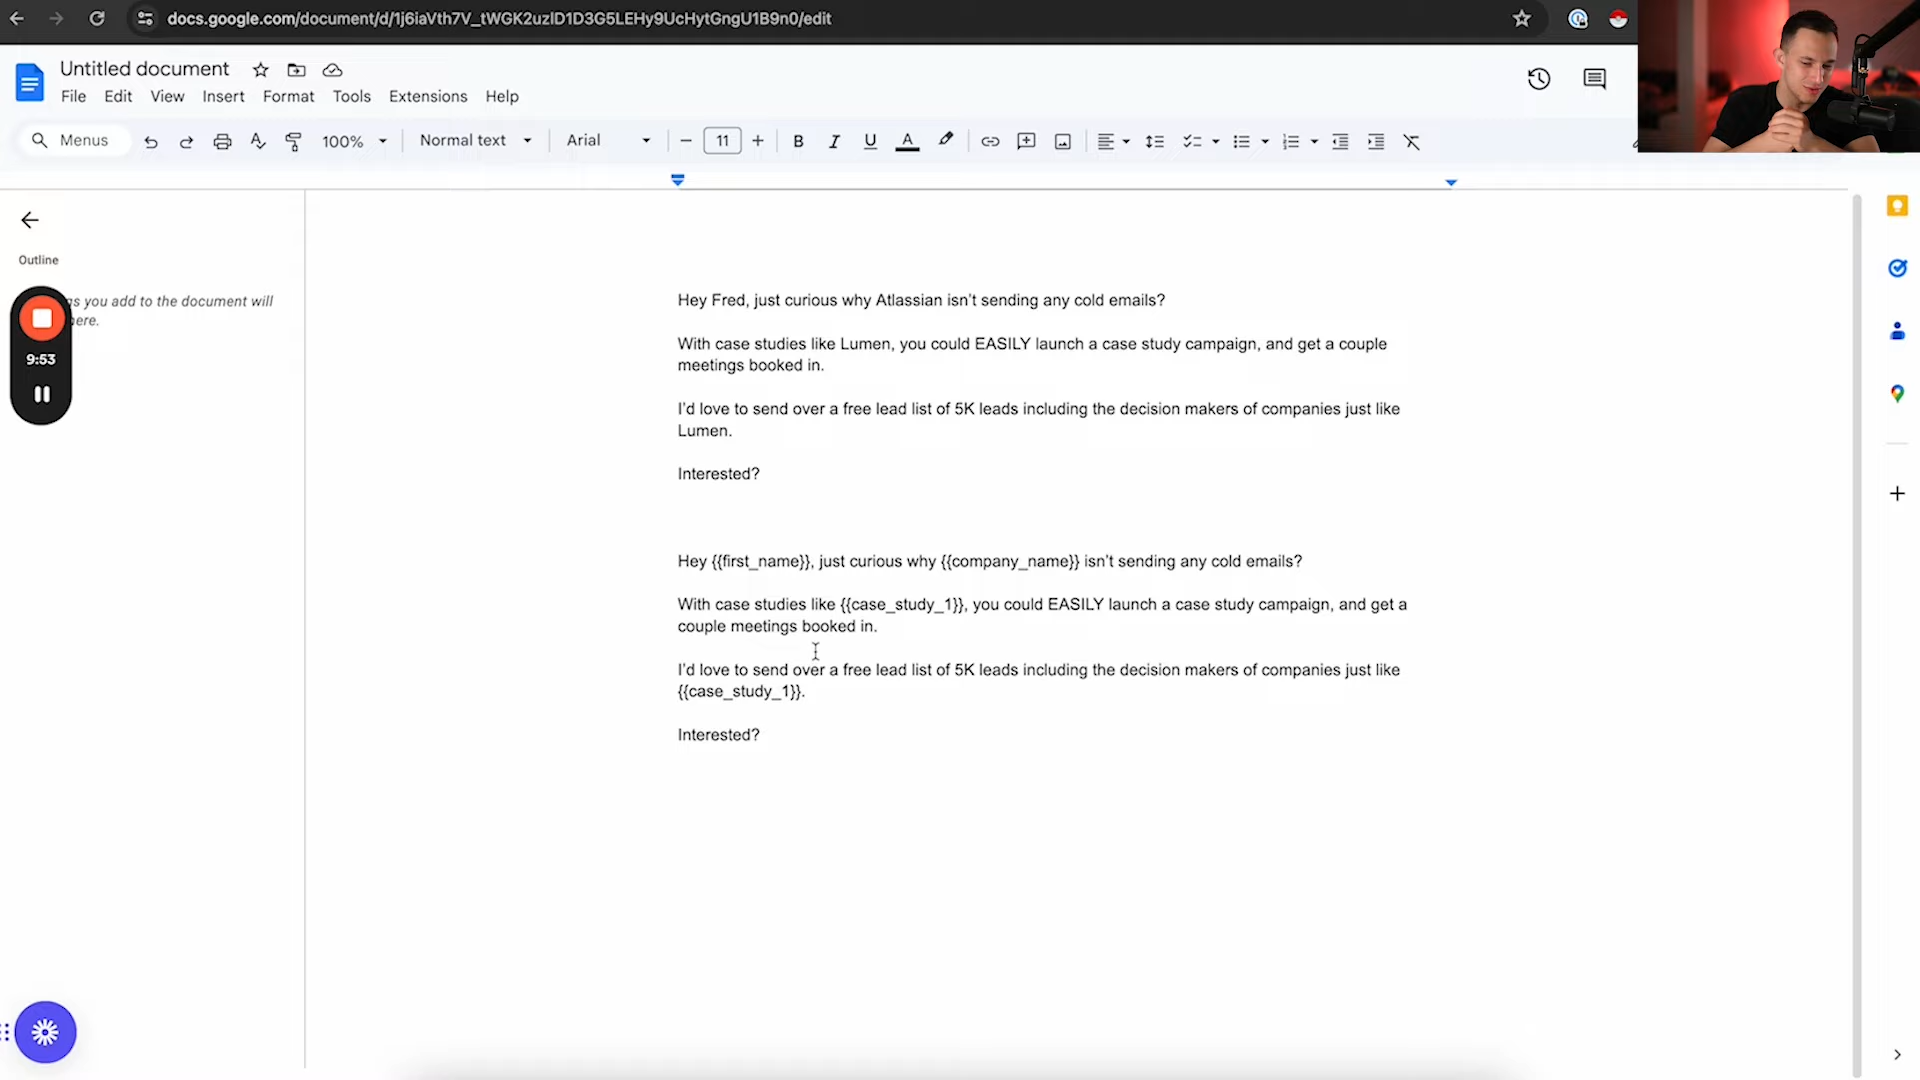 docs.google.com/document/d/1j6iaVth7V_tWGK2uzlD1D3G5LEHy9UcHytGngU1B9n0/edit
Untitled document
File Edit View Insert Format Tools Extensions Help
Menus 100% Normal text Arial 11 B I U A
Outline
gs you add to the document will
here.
9:53
Hey Fred, just curious why Atlassian isn't sending any cold emails?
With case studies like Lumen, you could EASILY launch a case study campaign, and get a couple
meetings booked in.
I'd love to send over a free lead list of 5K leads including the decision makers of companies just like
Lumen.
Interested?
Hey {{first_name}}, just curious why {{company_name}} isn't sending any cold emails?
With case studies like {{case_study_1}}, you could EASILY launch a case study campaign, and get a
couple meetings booked in.
I'd love to send over a free lead list of 5K leads including the decision makers of companies just like
{{case_study_1}}.
Interested?